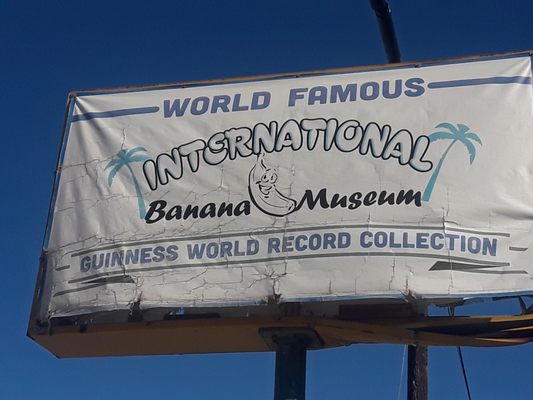 WORLD FAMOUS
INTERNATIONAL
Banana Museum
GUINNESS WORLD RECORD COLLECTION